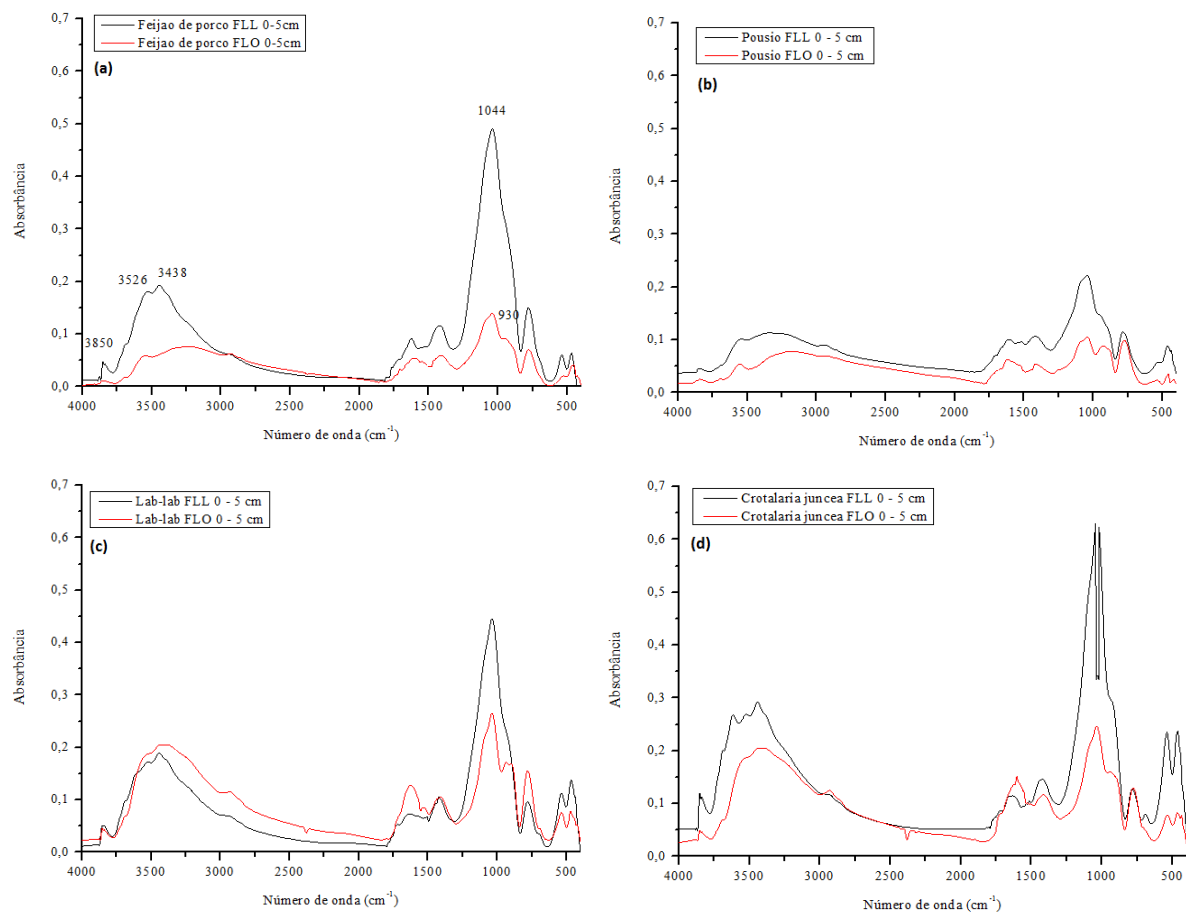 Feijao de porco FLL 0-5cm
Feijao de porco FLO 0-5cm
(a)
0,7
0,6
0,5
0,4
0,3
0,2
0,1
0,0
Absorbância
1044
3526
3438
3850
930
4000 3500 3000 2500 2000 1500 1000 500
Número de onda (cm⁻¹)
Pousio FLL 0 - 5 cm
Pousio FLO 0 - 5 cm
(b)
0,7
0,6
0,5
0,4
0,3
0,2
0,1
0,0
Absorbância
4000 3500 3000 2500 2000 1500 1000 500
Número de onda (cm⁻¹)
Lab-lab FLL 0 - 5 cm
Lab-lab FLO 0 - 5 cm
(c)
0,7
0,6
0,5
0,4
0,3
0,2
0,1
0,0
Absorbância
4000 3500 3000 2500 2000 1500 1000 500
Número de onda (cm⁻¹)
Crotalaria juncea FLL 0 - 5 cm
Crotalaria juncea FLO 0 - 5 cm
(d)
0,7
0,6
0,5
0,4
0,3
0,2
0,1
0,0
Absorbância
4000 3500 3000 2500 2000 1500 1000 500
Número de onda (cm⁻¹)